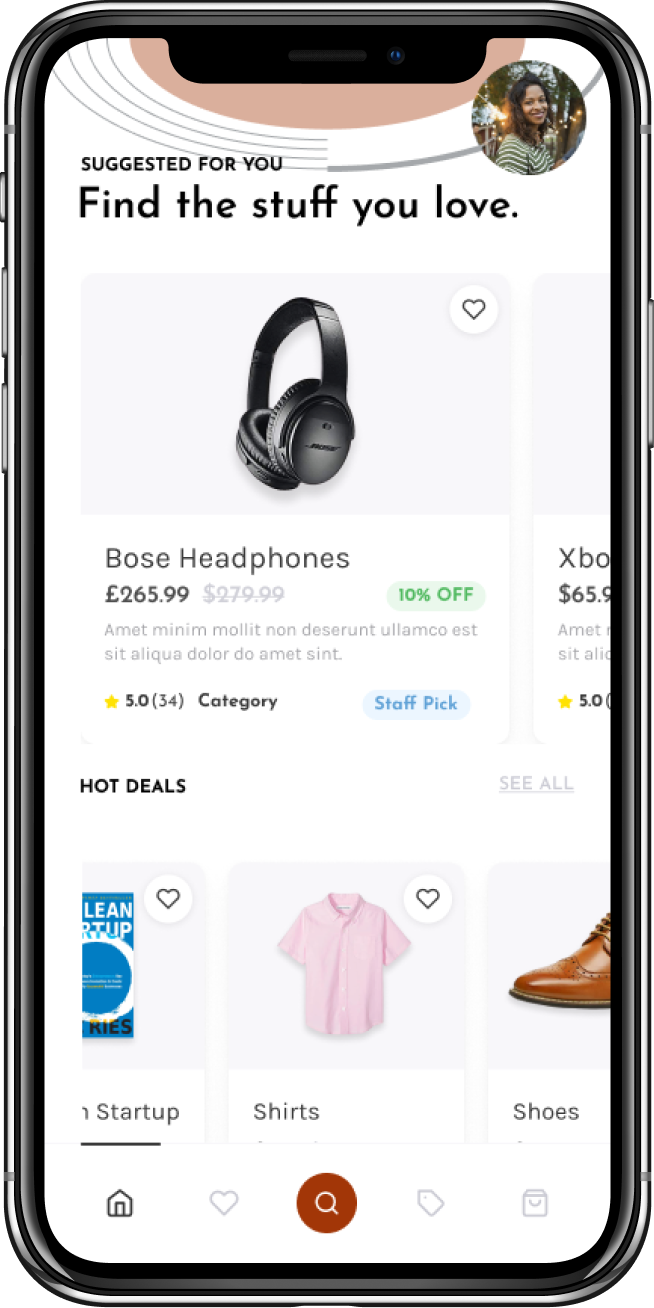 SUGGESTED FOR YOU
Find the stuff you love.
BOSE
Bose Headphones
Xbo
£265.99 $279.99 10% OFF
$65.9
Amet minim mollit non deserunt ullamco est
sit aliqua dolor do amet sint.
Amet
sit aliq
5.0 (34) Category Staff Pick
5.0 (
HOT DEALS
SEE ALL
LEAN
RTUP
RIES
Startup
Shirts
Shoes